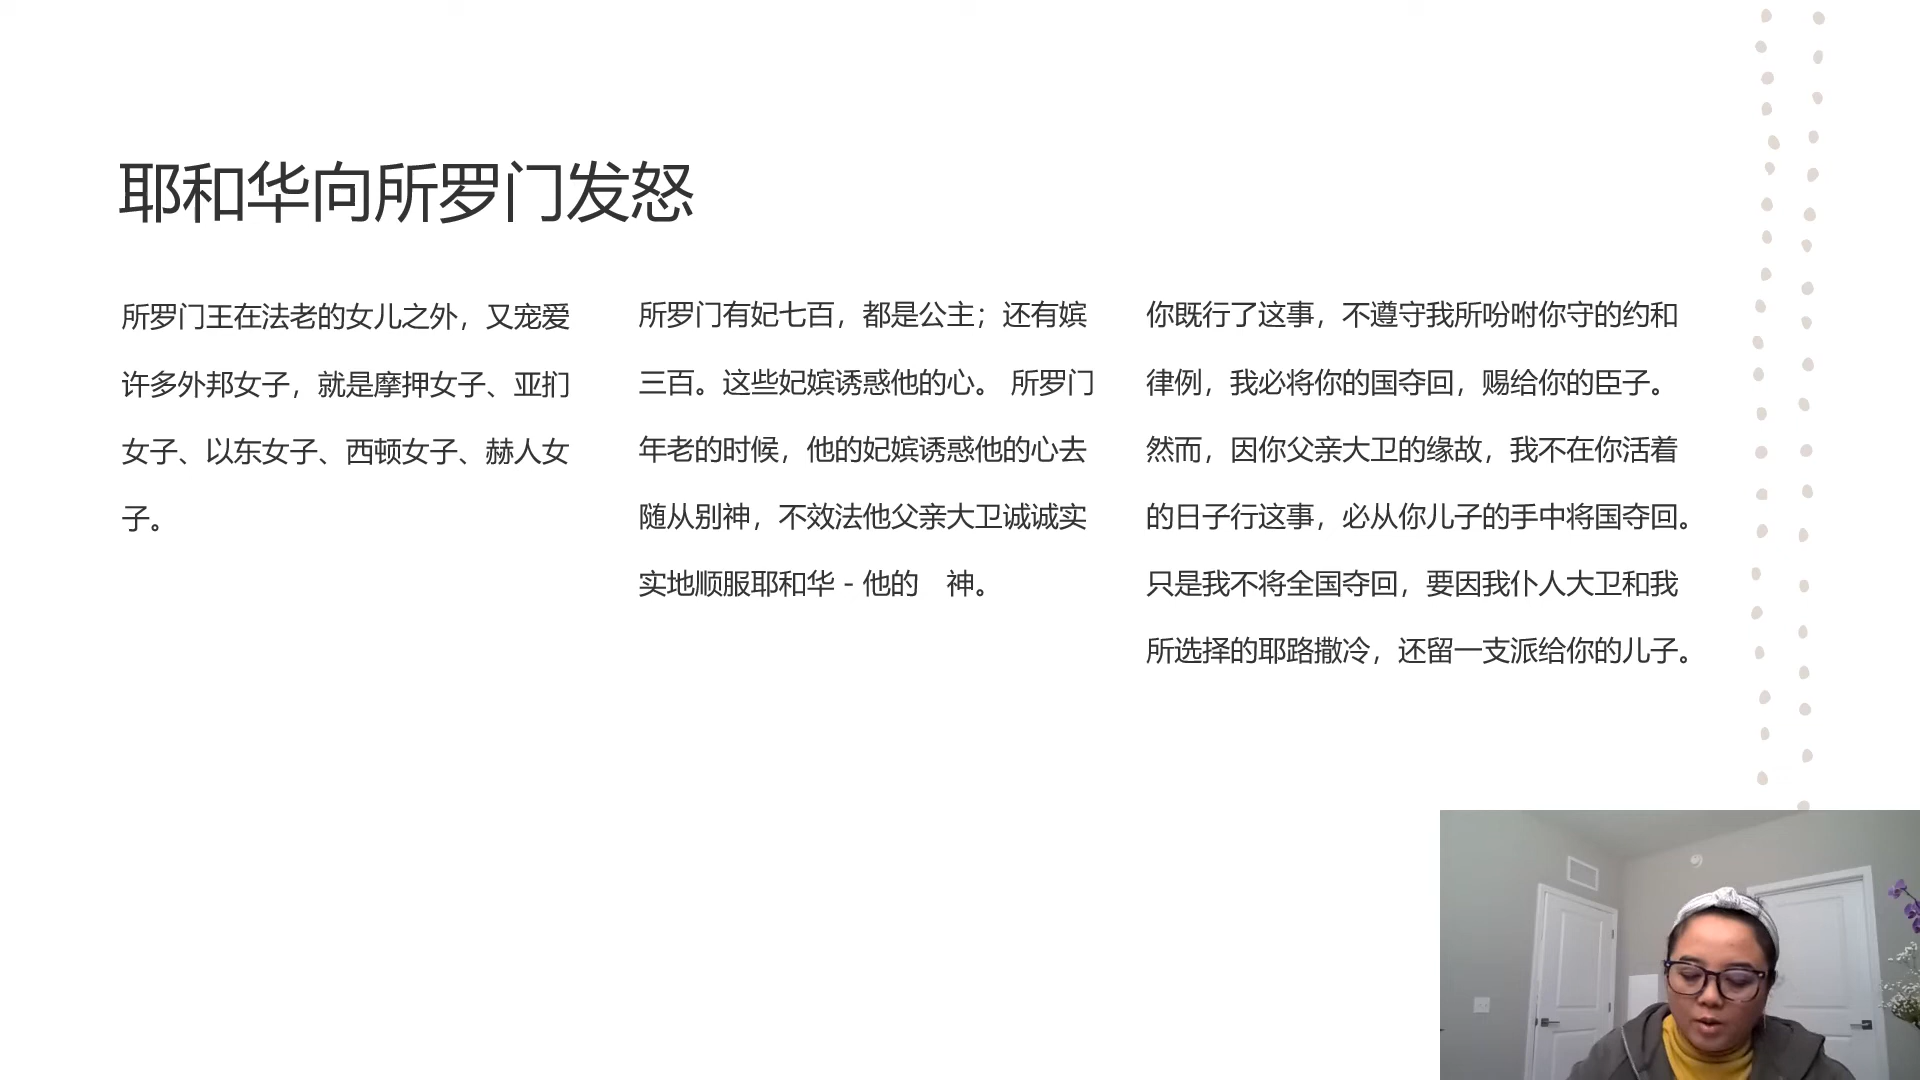 耶和华向所罗门发怒
所罗门王在法老的女儿之外，又宠爱
许多外邦女子，就是摩押女子、亚扪
女子、以东女子、西顿女子、赫人女
子。
所罗门有妃七百，都是公主；还有嫔
三百。这些妃嫔诱惑他的心。 所罗门
年老的时候，他的妃嫔诱惑他的心去
随从别神，不效法他父亲大卫诚诚实
实地顺服耶和华 - 他的　神。
你既行了这事，不遵守我所吩咐你守的约和
律例，我必将你的国夺回，赐给你的臣子。
然而，因你父亲大卫的缘故，我不在你活着
的日子行这事，必从你儿子的手中将国夺回。
只是我不将全国夺回，要因我仆人大卫和我
所选择的耶路撒冷，还留一支派给你的儿子。